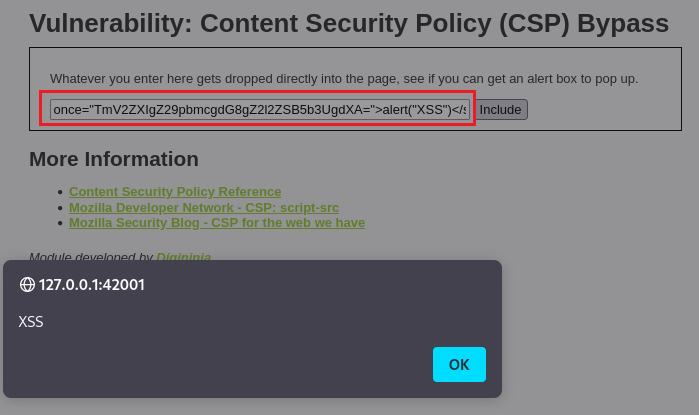 Vulnerability: Content Security Policy (CSP) Bypass
Whatever you enter here gets dropped directly into the page, see if you can get an alert box to pop up.
once="TmV2ZXIgZ29pbmcgdG8gZ2l2ZSB5b3UgdXA=">alert("XSS")</s Include
More Information
Content Security Policy Reference
Mozilla Developer Network - CSP: script-src
Mozilla Security Blog - CSP for the web we have
Module developed by Digininja.
127.0.0.1:42001
XSS
OK